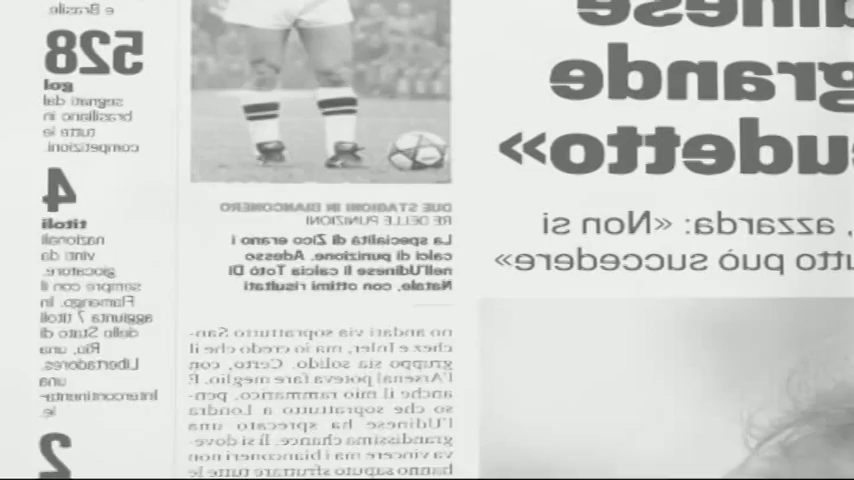 e Brasile
528
gol
segnati dal
brasiliano in
tutte le
competizioni
4
titoli
nazionali
vinti da
giocatore,
sempre con il
Flamengo. In
aggiunta 7 titoli
dello Stato di
Rio, una
Libertadores,
una
Intercontinenta-
le.
2
DUE STAGIONI IN BIANCONERO
RE DELLE PUNIZIONI
La specialità di Zico erano i
calci di punizione. Adesso
nell'Udinese li calcia Totò Di
Natale, con ottimi risultati
no andati via soprattutto San-
chez e Inler, ma io credo che il
gruppo sia solido. Certo, con
l'Arsenal poteva fare meglio. È
anche il mio rammarico, pen-
so che soprattutto a Londra
l'Udinese ha sprecato una
grandissima chance. lì si dove-
va vincere ma i bianconeri non
hanno saputo sfruttare tutte le
grande
udetto»
, azzarda: «Non si
utto può succedere»